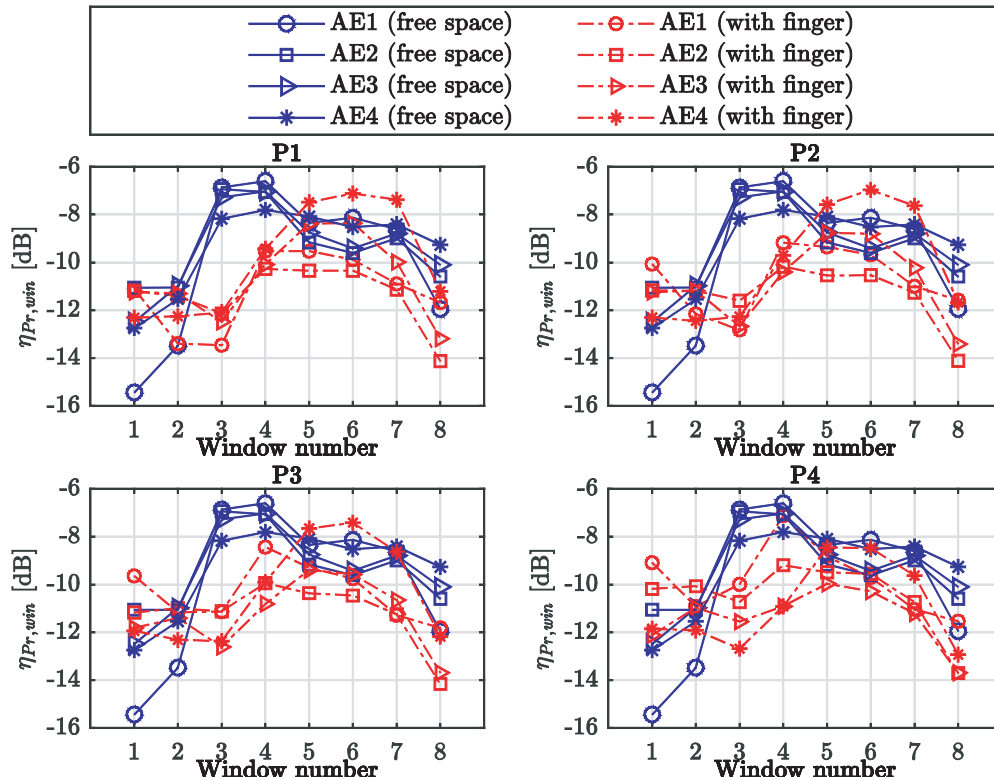 AE1 (free space) AE1 (with finger)
AE2 (free space) AE2 (with finger)
AE3 (free space) AE3 (with finger)
AE4 (free space) AE4 (with finger)
P1
-6
-8
-10
-12
-14
-16
η_{Pr,win} [dB]
1 2 3 4 5 6 7 8
Window number
P2
-6
-8
-10
-12
-14
-16
η_{Pr,win} [dB]
1 2 3 4 5 6 7 8
Window number
P3
-6
-8
-10
-12
-14
-16
η_{Pr,win} [dB]
1 2 3 4 5 6 7 8
Window number
P4
-6
-8
-10
-12
-14
-16
η_{Pr,win} [dB]
1 2 3 4 5 6 7 8
Window number